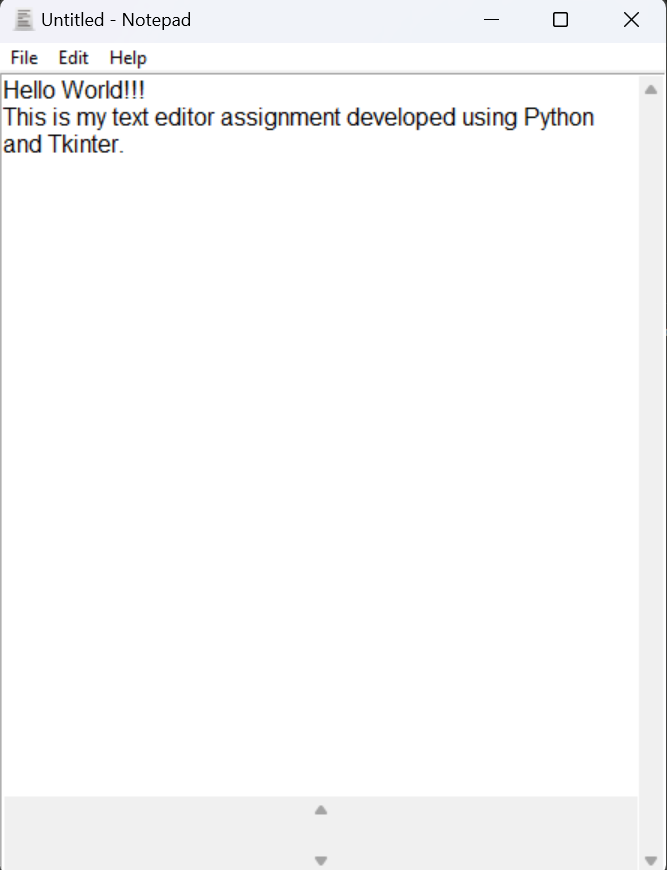 Untitled - Notepad
File Edit Help
Hello World!!!
This is my text editor assignment developed using Python
and Tkinter.